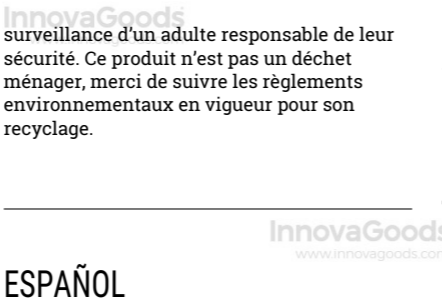 InnovaGoods
surveillance d’un adulte responsable de leur
sécurité. Ce produit n’est pas un déchet
ménager, merci de suivre les règlements
environnementaux en vigueur pour son
recyclage.
InnovaGoods
www.innovagoods.com
ESPAÑOL